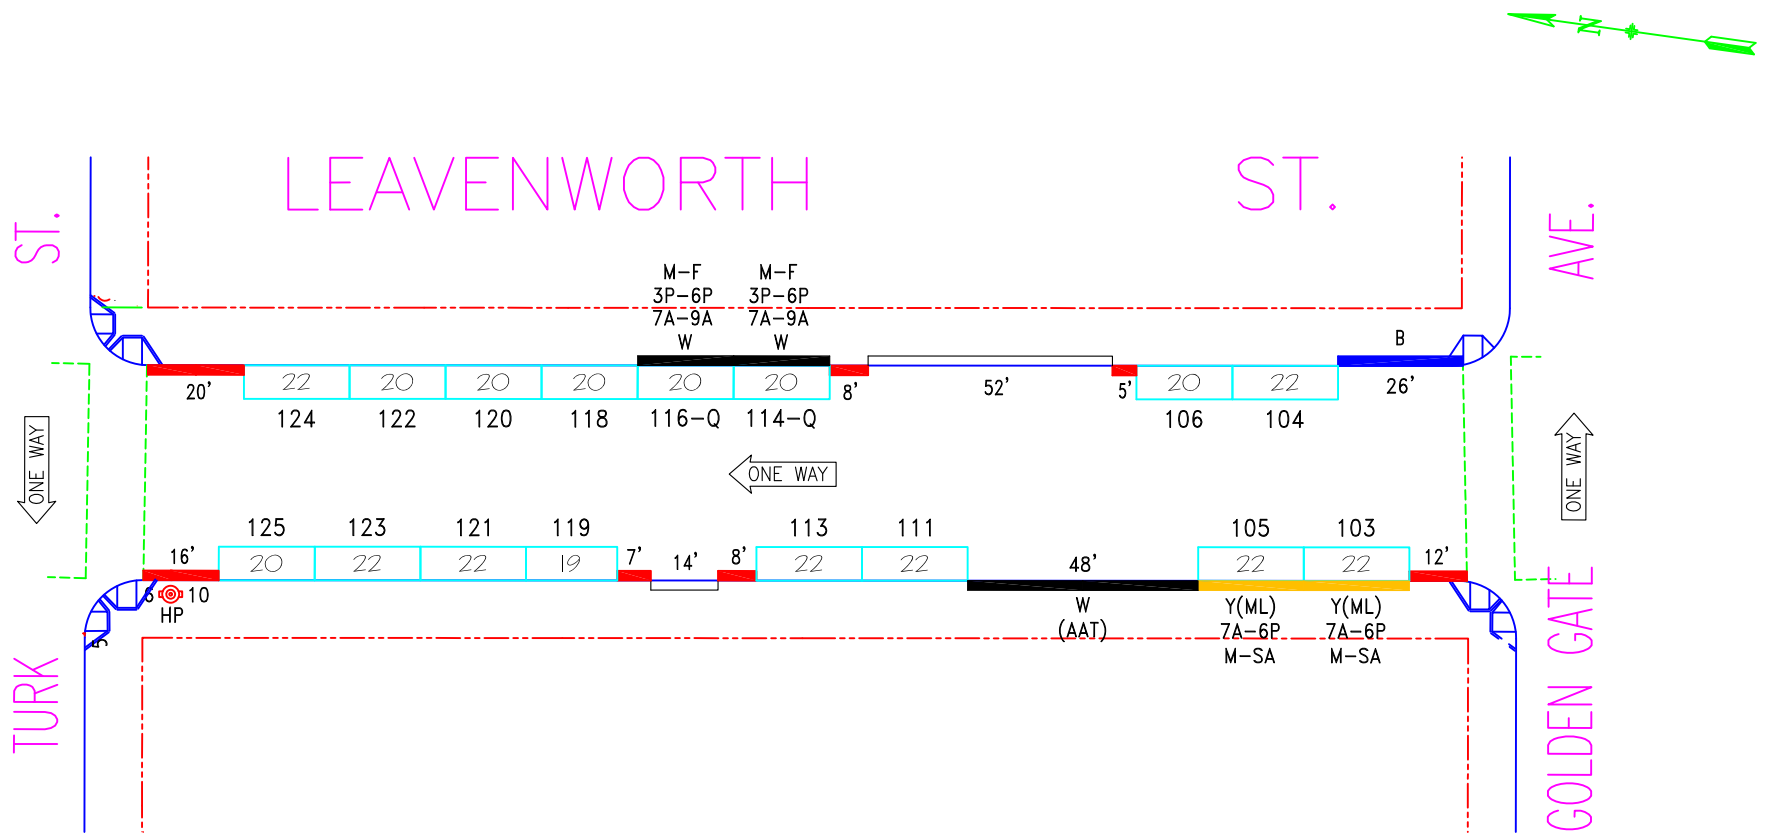 N
LEAVENWORTH ST.
ST.
AVE.
M-F M-F
3P-6P 3P-6P
7A-9A 7A-9A
W W
B
20' 22 20 20 20 20 20 8' 52' 5' 20 22 26'
124 122 120 118 116-Q 114-Q 106 104
ONE WAY
ONE WAY
ONE WAY
125 123 121 119 113 111 105 103
16' 20 22 22 19 7' 14' 8' 22 22 48' 22 22 12'
6 10
HP
W
(AAT)
Y(ML) Y(ML)
7A-6P 7A-6P
M-SA M-SA
5
TURK
GOLDEN GATE